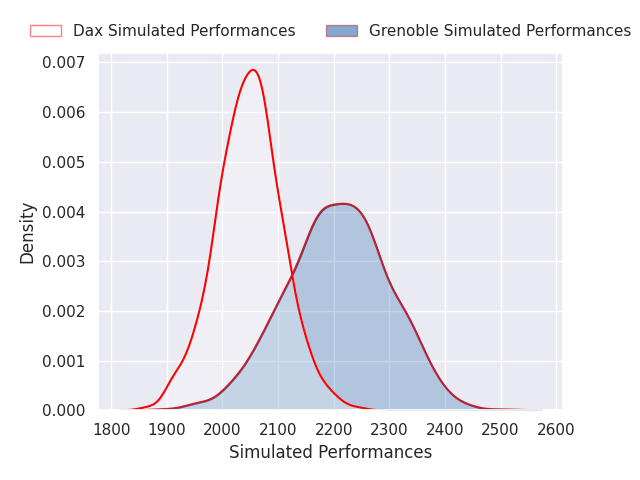 Dax Simulated Performances Grenoble Simulated Performances
0.007
0.006
0.005
0.004
0.003
0.002
0.001
0.000
Density
1800 1900 2000 2100 2200 2300 2400 2500 2600
Simulated Performances